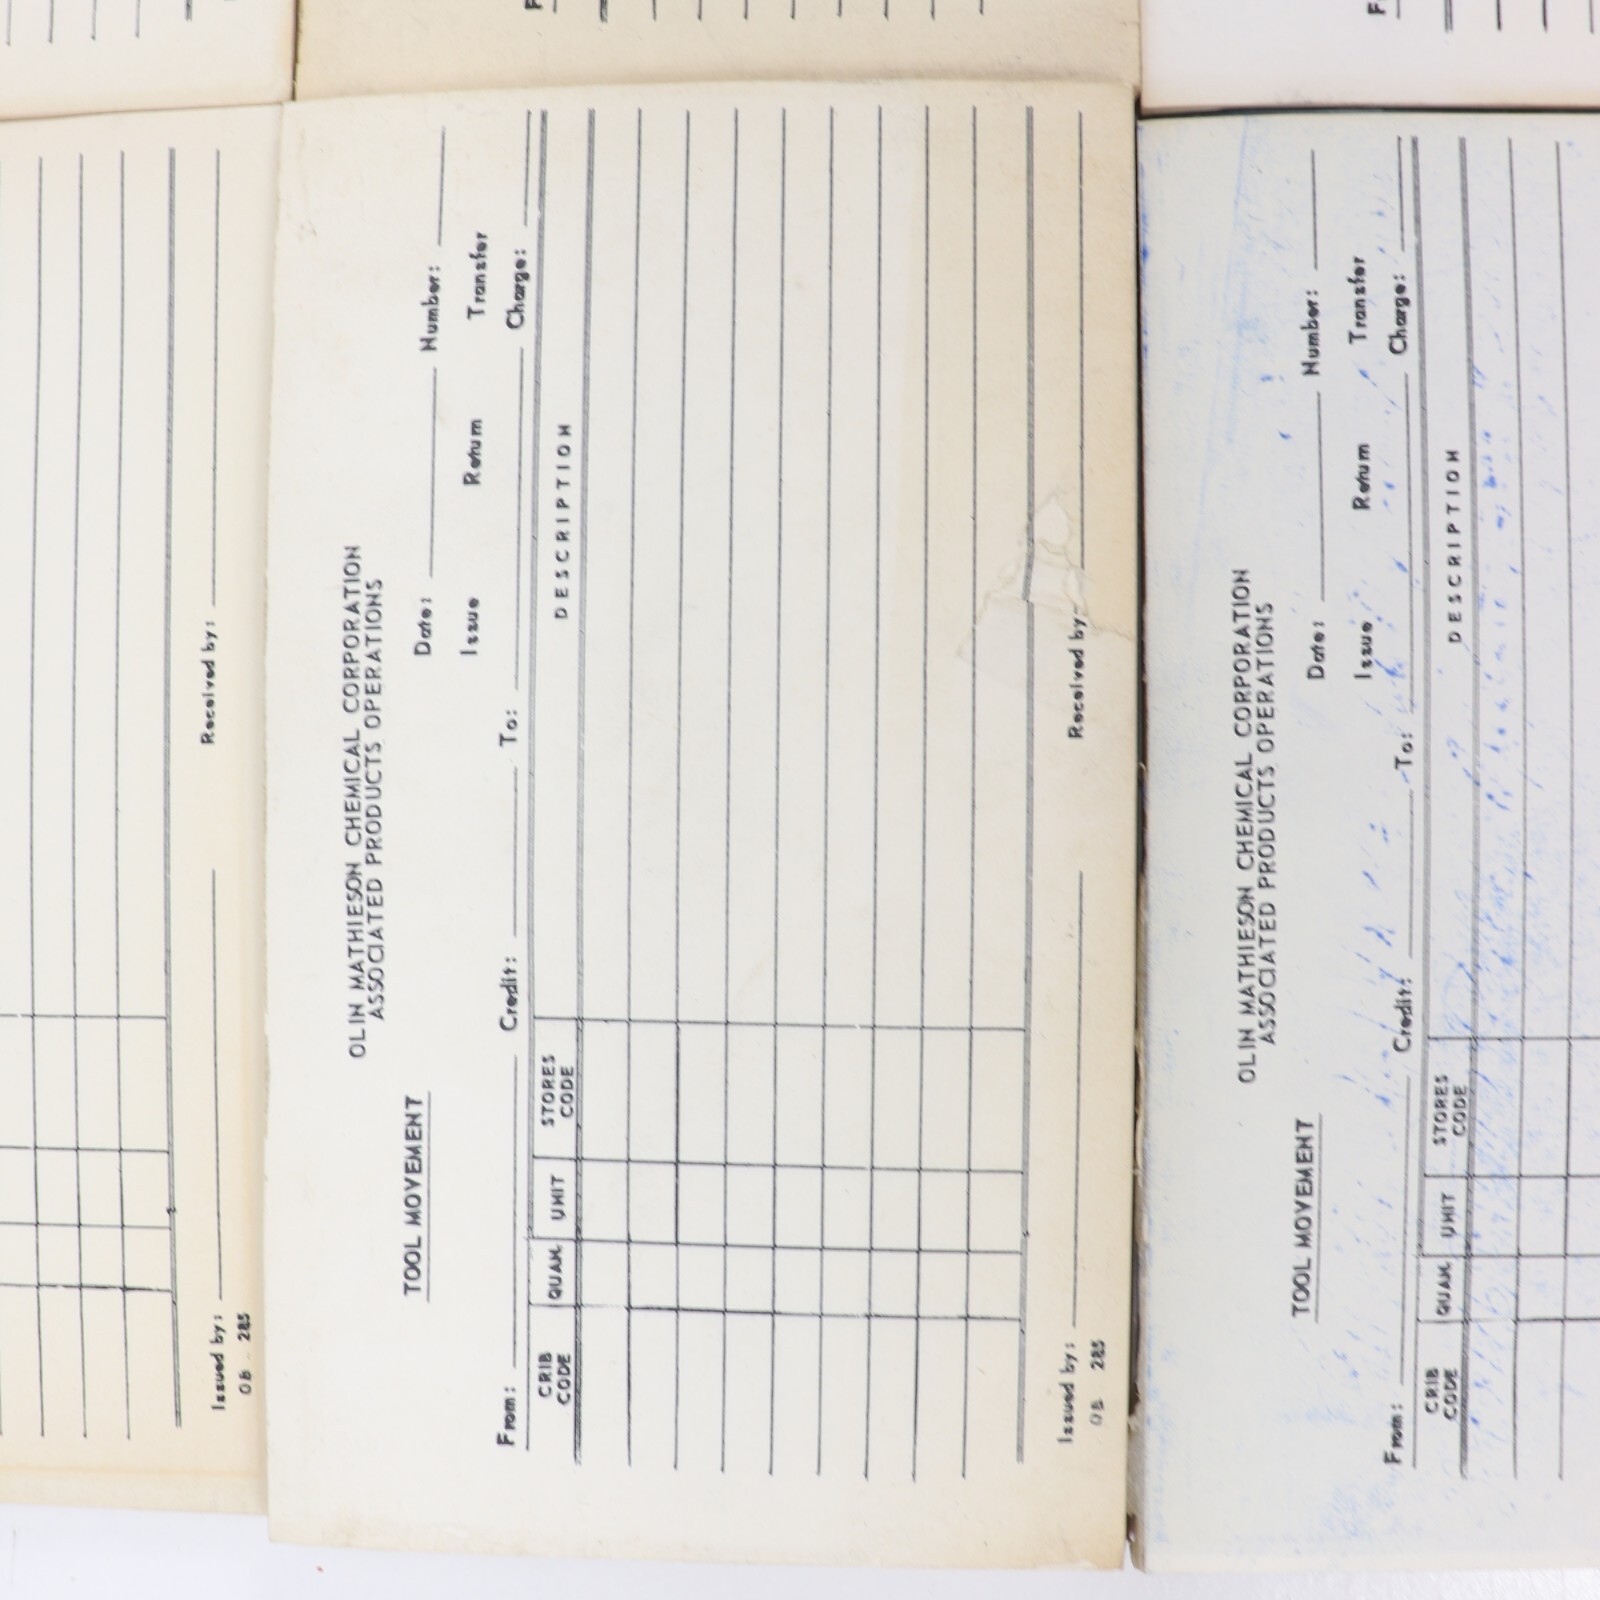 Received by:
Issued by:
OB 285
OLIN MATHIESON CHEMICAL CORPORATION
ASSOCIATED PRODUCTS OPERATIONS
TOOL MOVEMENT Date: Number:
Issue Return Transfer
From: Credit: To: Charge:
CRIB CODE QUAN. UNIT STORES CODE DESCRIPTION
Issued by: Received by:
OB 285
OLIN MATHIESON CHEMICAL CORPORATION
ASSOCIATED PRODUCTS OPERATIONS
TOOL MOVEMENT Date: Number:
Issue Return Transfer
From: Credit: To: Charge:
CRIB CODE QUAN. UNIT STORES CODE DESCRIPTION